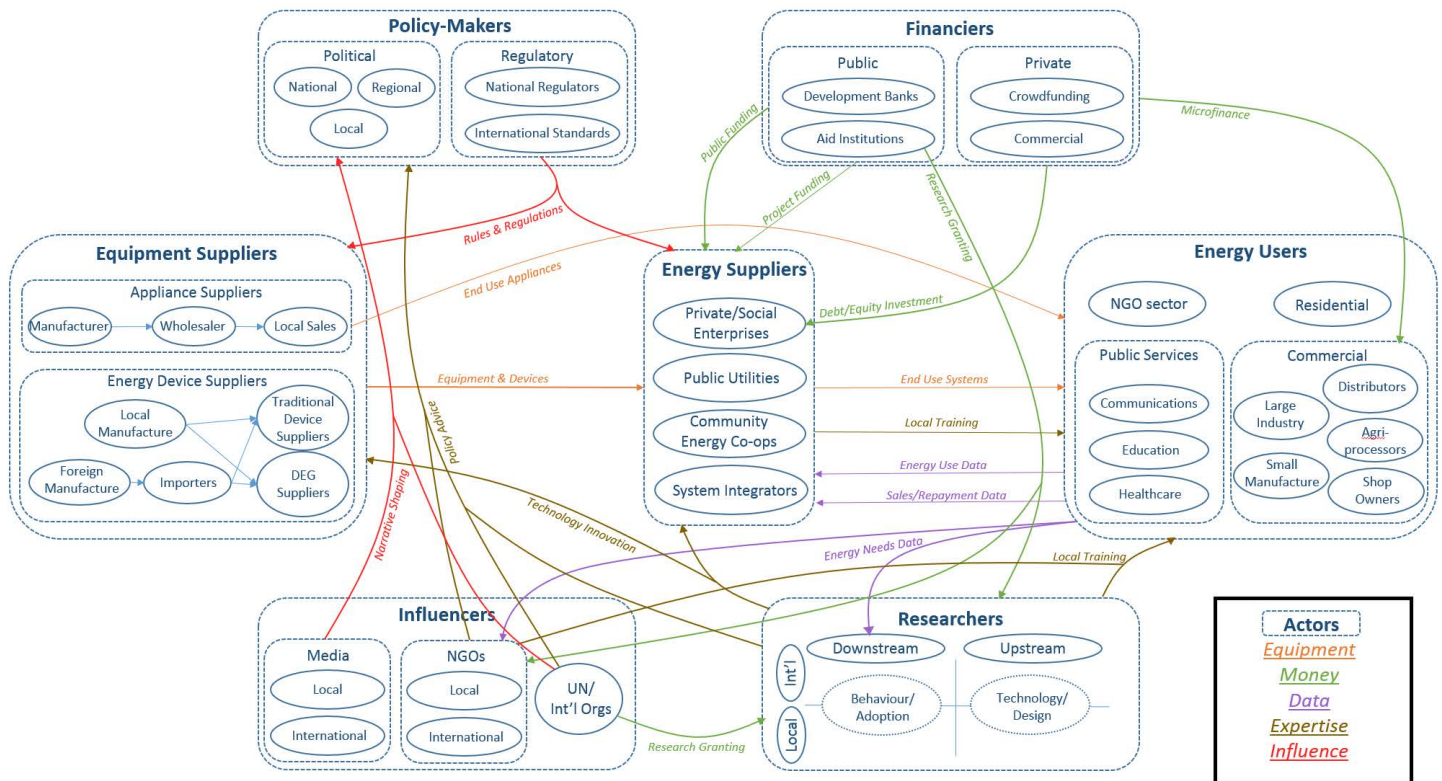 Policy-Makers
Political
National
Regional
Local
Regulatory
National Regulators
International Standards
Financiers
Public
Development Banks
Aid Institutions
Private
Crowdfunding
Commercial
Microfinance
Public Funding
Project Funding
Research Granting
Rules & Regulations
End Use Appliances
Debt/Equity Investment
Equipment Suppliers
Appliance Suppliers
Manufacturer
Wholesaler
Local Sales
Energy Device Suppliers
Local
Manufacture
Traditional
Device
Suppliers
Foreign
Manufacture
Importers
DEG
Suppliers
Equipment & Devices
Energy Suppliers
Private/Social
Enterprises
Public Utilities
Community
Energy Co-ops
System Integrators
End Use Systems
Local Training
Energy Use Data
Sales/Repayment Data
Energy Users
NGO sector
Residential
Public Services
Communications
Education
Healthcare
Commercial
Distributors
Large
Industry
Agri-
processors
Small
Manufacture
Shop
Owners
Policy Advice
Narrative Shaping
Technology Innovation
Energy Needs Data
Local Training
Influencers
Media
Local
International
NGOs
Local
International
UN/
Int'l Orgs
Research Granting
Researchers
Int'l
Local
Downstream
Upstream
Behaviour/
Adoption
Technology/
Design
Actors
Equipment
Money
Data
Expertise
Influence